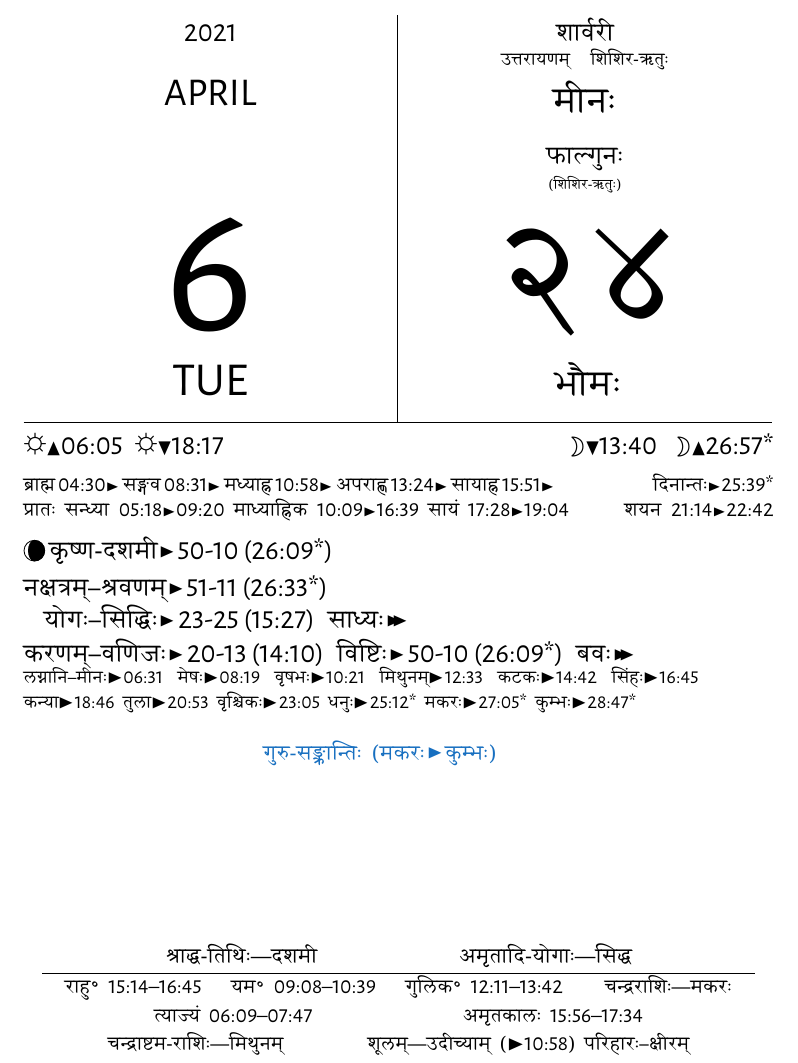 2021
APRIL
6
TUE
शार्वरी
उत्तरायणम् शिशिर-ऋतुः
मीनः
फाल्गुनः
(शिशिर-ऋतुः)
२४
भौमः
☼▲06:05 ☼▼18:17 ☽▼13:40 ☽▲26:57*
ब्राह्म 04:30► सङ्गव 08:31► मध्याह्न 10:58► अपराह्ण 13:24► सायाह्न 15:51► दिनान्तः►25:39*
प्रातः सन्ध्या 05:18►09:20 माध्याह्निक 10:09►16:39 सायं 17:28►19:04 शयन 21:14►22:42
कृष्ण-दशमी►50-10 (26:09*)
नक्षत्रम्–श्रवणम्►51-11 (26:33*)
योगः–सिद्धिः►23-25 (15:27) साध्यः►►
करणम्–वणिजः►20-13 (14:10) विष्टिः►50-10 (26:09*) बवः►►
लग्नानि–मीनः►06:31 मेषः►08:19 वृषभः►10:21 मिथुनम्►12:33 कटकः►14:42 सिंहः►16:45
कन्या►18:46 तुला►20:53 वृश्चिकः►23:05 धनुः►25:12* मकरः►27:05* कुम्भः►28:47*
गुरु-सङ्क्रान्तिः (मकरः►कुम्भः)
श्राद्ध-तिथिः—दशमी अमृतादि-योगाः—सिद्ध
राहु° 15:14–16:45 यम° 09:08–10:39 गुलिक° 12:11–13:42 चन्द्रराशिः—मकरः
त्याज्यं 06:09–07:47 अमृतकालः 15:56–17:34
चन्द्राष्टम-राशिः—मिथुनम् शूलम्—उदीच्याम् (►10:58) परिहारः–क्षीरम्